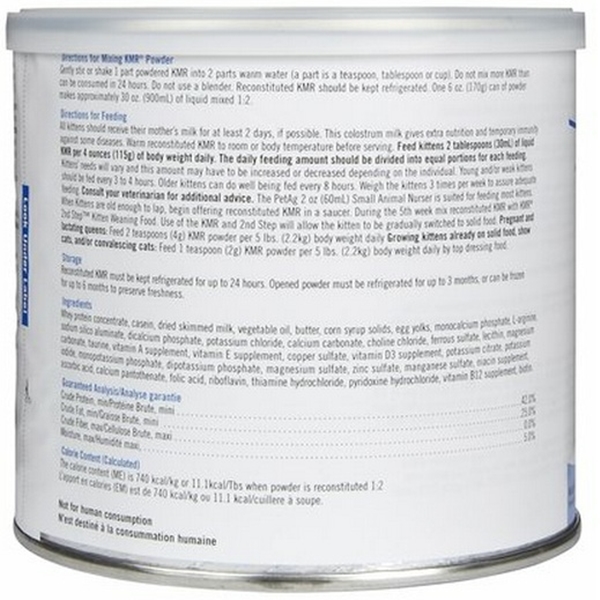 Directions for Mixing KMR® Powder
Gently stir or shake 1 part powdered KMR into 2 parts warm water (a part is a teaspoon, tablespoon or cup). Do not mix more KMR than
can be consumed in 24 hours. Do not use a blender. Reconstituted KMR should be kept refrigerated. One 6 oz. (170g) can of powder
makes approximately 30 oz. (900mL) of liquid mixed 1:2.
Directions for Feeding
All kittens should receive their mother's milk for at least 2 days, if possible. This colostrum milk gives extra nutrition and temporary immunity
against some diseases. Warm reconstituted KMR to room or body temperature before serving. Feed kittens 2 tablespoons (30mL) of liquid
KMR per 4 ounces (115g) of body weight daily. The daily feeding amount should be divided into equal portions for each feeding.
Kittens' needs will vary and this amount may have to be increased or decreased depending on the individual. Young and/or weak kittens
should be fed every 3 to 4 hours. Older kittens can do well being fed every 8 hours. Weigh the kittens 3 times per week to assure adequate
feeding. Consult your veterinarian for additional advice. The PetAg 2 oz (60mL) Small Animal Nurser is suited for feeding most kittens.
When Kittens are old enough to lap, begin offering reconstituted KMR in a saucer. During the 5th week mix reconstituted KMR with KMR®
2nd Step™ Kitten Weaning Food. Use of the KMR and 2nd Step will allow the kitten to be gradually switched to solid food. Pregnant and
lactating queens: Feed 2 teaspoons (4g) KMR powder per 5 lbs. (2.2kg) body weight daily Growing kittens already on solid food, show
cats, and/or convalescing cats: Feed 1 teaspoon (2g) KMR powder per 5 lbs. (2.2kg) body weight daily by top dressing food.
Storage
Reconstituted KMR must be kept refrigerated for up to 24 hours. Opened powder must be refrigerated for up to 3 months, or can be frozen
for up to 6 months to preserve freshness.
Ingredients
Whey protein concentrate, casein, dried skimmed milk, vegetable oil, butter, corn syrup solids, egg yolks, monocalcium phosphate, L-arginine,
sodium silico aluminate, dicalcium phosphate, potassium chloride, calcium carbonate, choline chloride, ferrous sulfate, lecithin, magnesium
carbonate, taurine, vitamin A supplement, vitamin E supplement, copper sulfate, vitamin D3 supplement, potassium citrate, potassium
iodide, monopotassium phosphate, dipotassium phosphate, magnesium sulfate, zinc sulfate, manganese sulfate, niacin supplement,
ascorbic acid, calcium pantothenate, folic acid, riboflavin, thiamine hydrochloride, pyridoxine hydrochloride, vitamin B12 supplement, biotin.
Guaranteed Analysis/Analyse garantie
Crude Protein, min/Protéine Brute, mini 42.0%
Crude Fat, min/Graisse Brute, mini 25.0%
Crude Fiber, max/Cellulose Brute, maxi 0.0%
Moisture, max/Humidité maxi, 5.0%
Calorie Content (Calculated)
The calorie content (ME) is 740 kcal/kg or 11.1kcal/Tbs when powder is reconstituted 1:2
L'apport en calories (EM) est de 740 kcal/kg ou 11.1 kcal/cuillere à soupe.
Not for human consumption
N'est destiné à la consummation humaine
Look Under Label